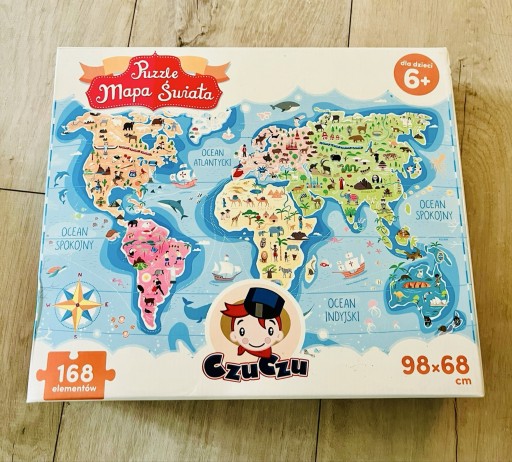 Puzzle
Mapa Świata
dla dzieci
6+
OCEAN
ATLANTYCKI
OCEAN
SPOKOJNY
OCEAN
SPOKOJNY
OCEAN
INDYJSKI
N
E
168
elementów
CzuCzu
98×68
cm